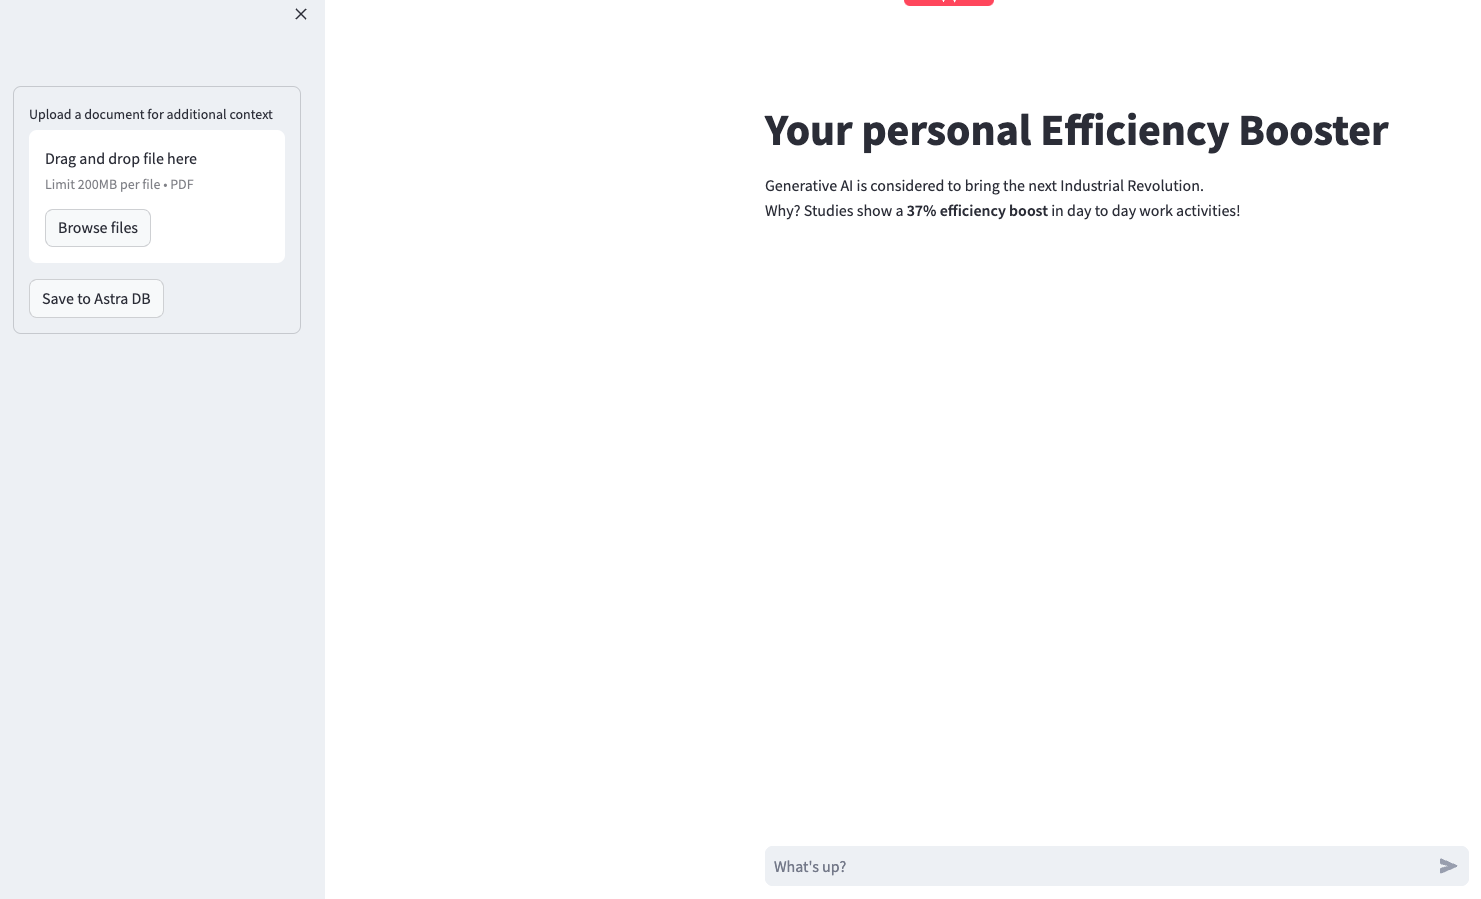 Upload a document for additional context
Drag and drop file here
Limit 200MB per file • PDF
Browse files
Save to Astra DB
Your personal Efficiency Booster
Generative AI is considered to bring the next Industrial Revolution.
Why? Studies show a 37% efficiency boost in day to day work activities!
What's up?